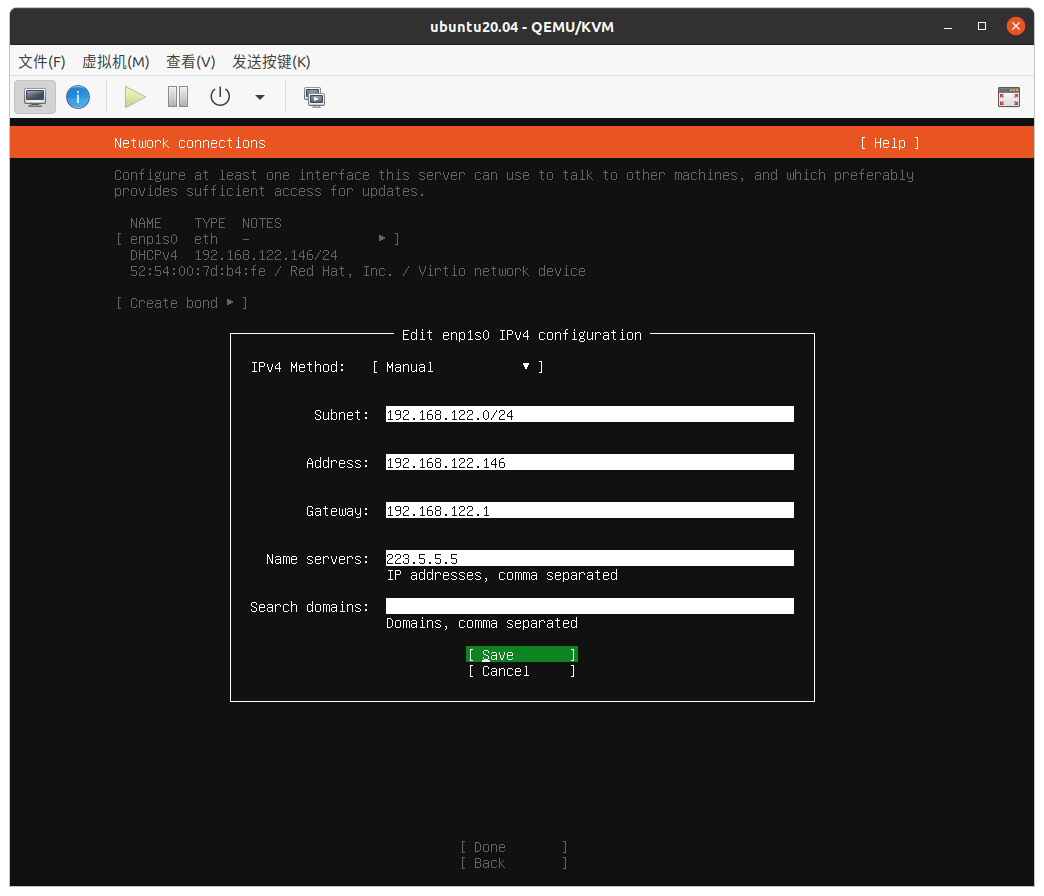 ubuntu20.04 - QEMU/KVM
文件(F) 虚拟机(M) 查看(V) 发送按键(K)
Network connections [ Help ]
Configure at least one interface this server can use to talk to other machines, and which preferably
provides sufficient access for updates.
NAME TYPE NOTES
[ enp1s0 eth - ▸ ]
DHCPv4 192.168.122.146/24
52:54:00:7d:b4:fe / Red Hat, Inc. / Virtio network device
[ Create bond ▸ ]
Edit enp1s0 IPv4 configuration
IPv4 Method: [ Manual ▾ ]
Subnet: 192.168.122.0/24
Address: 192.168.122.146
Gateway: 192.168.122.1
Name servers: 223.5.5.5
IP addresses, comma separated
Search domains:
Domains, comma separated
[ Save ]
[ Cancel ]
[ Done ]
[ Back ]